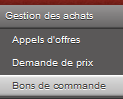 Gestion des achats
Appels d'offres
Demande de prix
Bons de commande